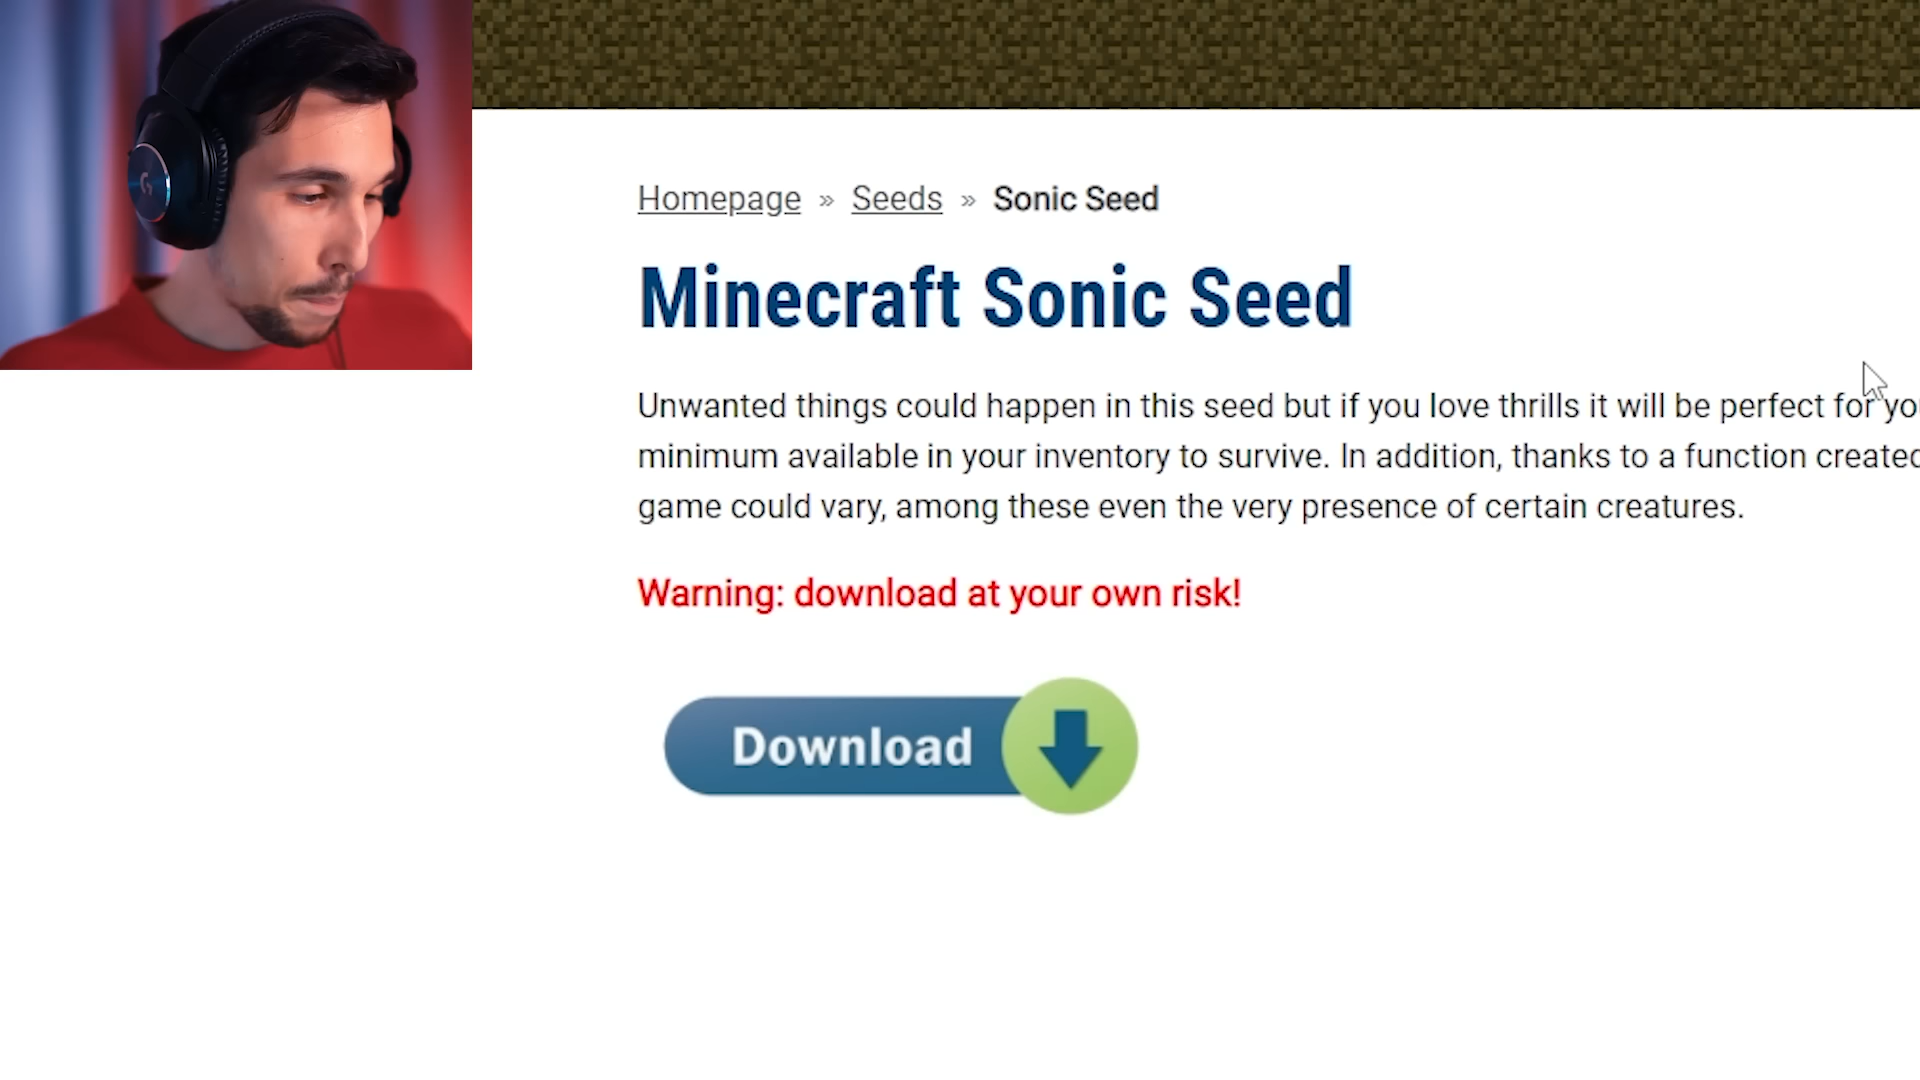 Homepage » Seeds » Sonic Seed
Minecraft Sonic Seed
Unwanted things could happen in this seed but if you love thrills it will be perfect for
minimum available in your inventory to survive. In addition, thanks to a function created
game could vary, among these even the very presence of certain creatures.
Warning: download at your own risk!
Download